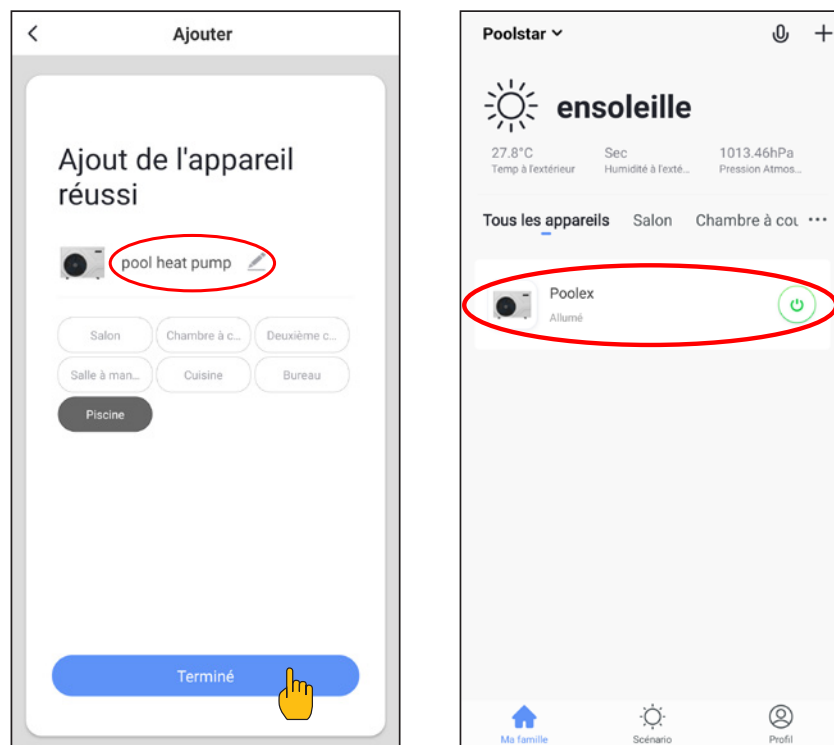 Ajouter
Ajout de l'appareil
réussi
pool heat pump
Salon
Chambre à c...
Deuxième c...
Salle à man...
Cuisine
Bureau
Piscine
Terminé
Poolstar
ensoleille
27.8°C
Sec
1013.46hPa
Temp à l'extérieur
Humidité à l'exté...
Pression Atmos...
Tous les appareils
Salon
Chambre à cou
Poolex
Allumé
Ma famille
Scénario
Profil